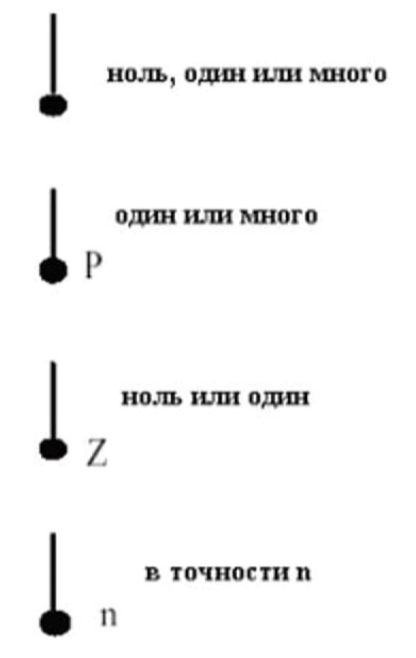 ноль, один или много
один или много
P
ноль или один
Z
в точности n
n